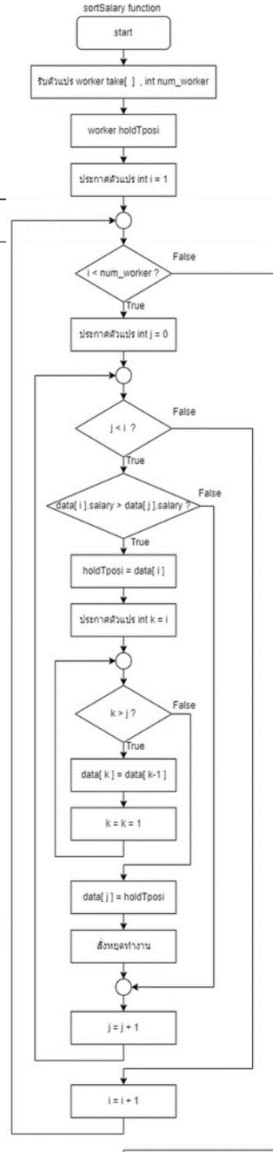 sortSalary function
start
รับตัวแปร worker take[ ] , int num_worker
worker holdTposi
ประกาศตัวแปร int i = 1
i < num_worker ?
False
True
ประกาศตัวแปร int j = 0
j < i ?
False
True
data[ i ].salary > data[ j ].salary ?
False
True
holdTposi = data[ i ]
ประกาศตัวแปร int k = i
k > j ?
False
True
data[ k ] = data[ k-1 ]
k = k = 1
data[ j ] = holdTposi
สั่งหยุดทำงาน
j = j + 1
i = i + 1